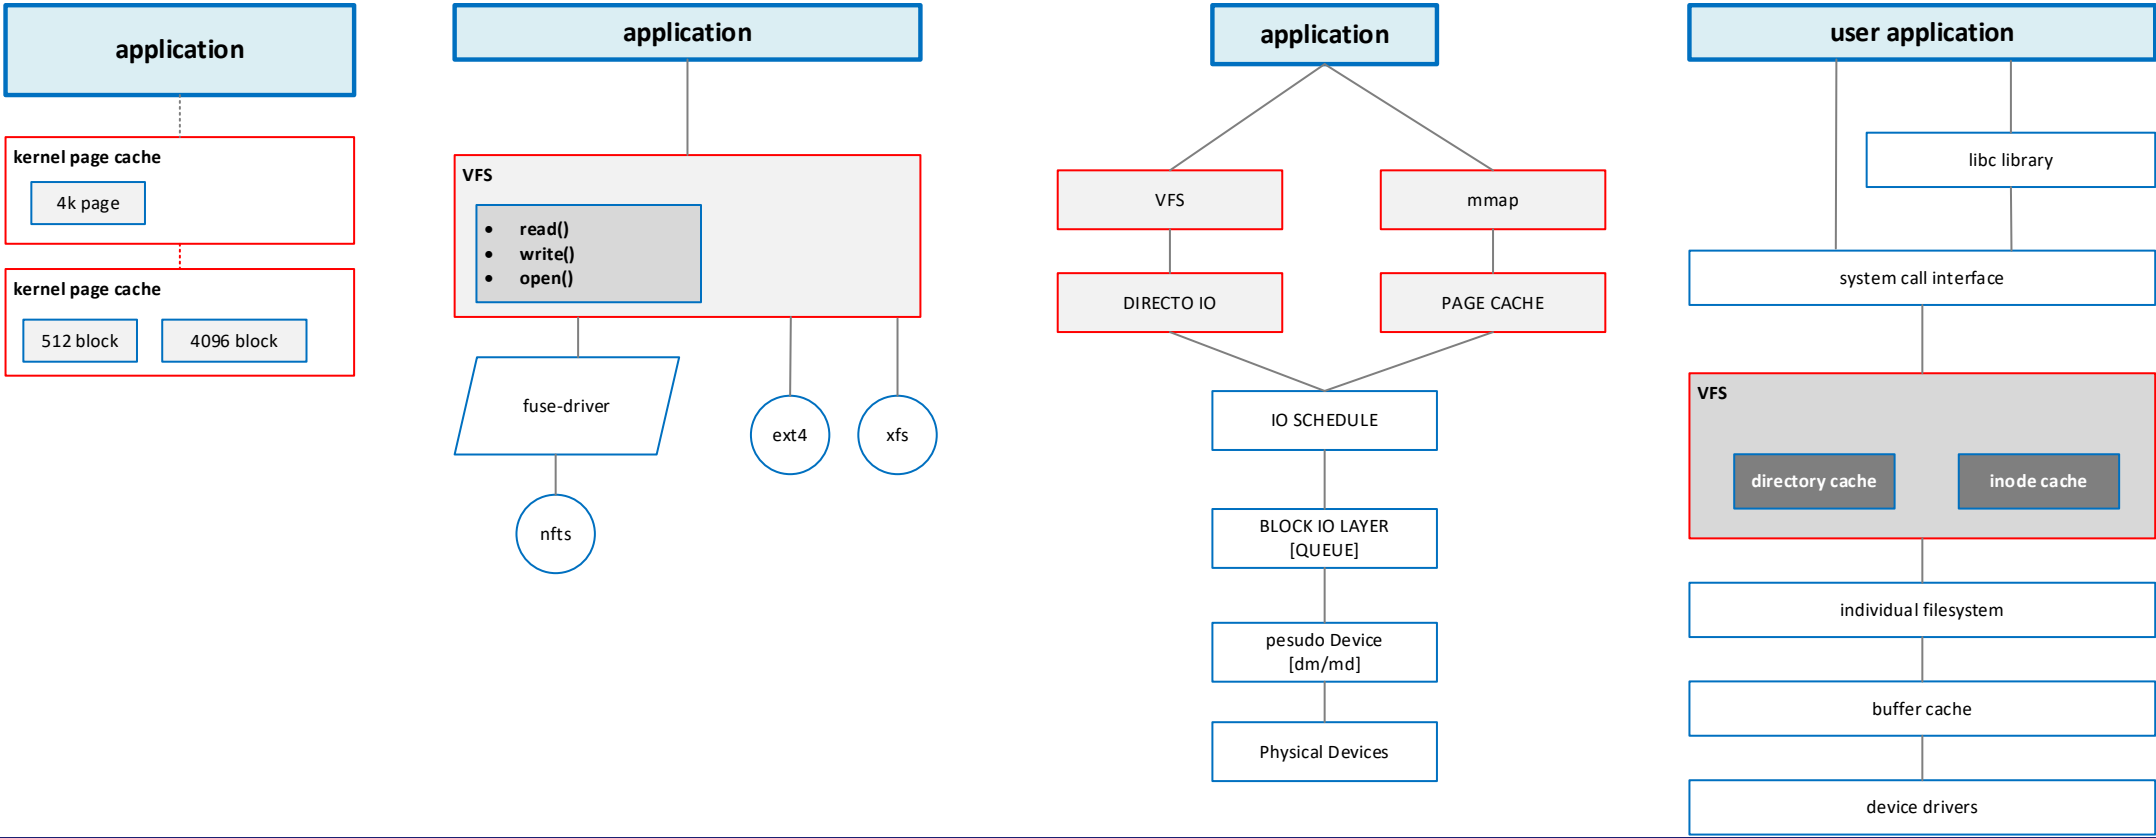 application
kernel page cache
4k page
kernel page cache
512 block
4096 block
application
VFS
• read()
• write()
• open()
fuse-driver
ext4
xfs
nfts
application
VFS
mmap
DIRECTO IO
PAGE CACHE
IO SCHEDULE
BLOCK IO LAYER
[QUEUE]
pesudo Device
[dm/md]
Physical Devices
user application
libc library
system call interface
VFS
directory cache
inode cache
individual filesystem
buffer cache
device drivers